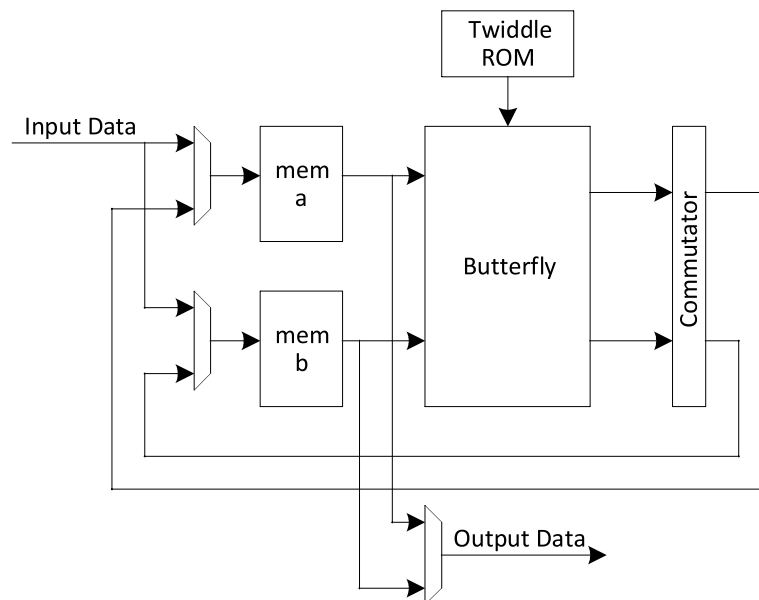 Twiddle
ROM
Input Data
mem
a
Butterfly
Commutator
mem
b
Output Data